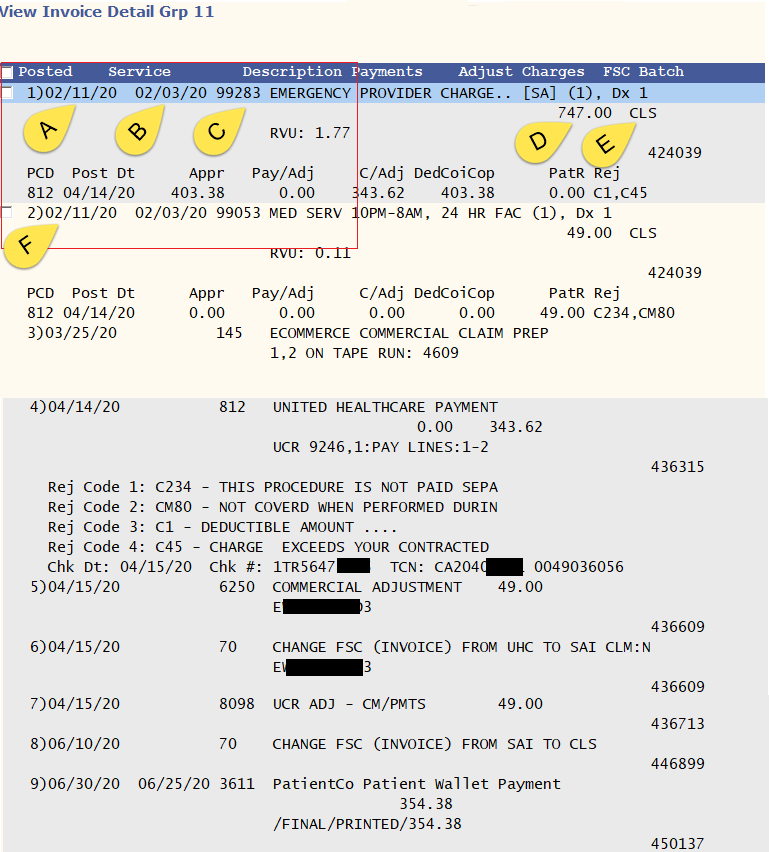 View Invoice Detail Grp 11
Posted Service Description Payments Adjust Charges FSC Batch
1)02/11/20 02/03/20 99283 EMERGENCY PROVIDER CHARGE.. [SA] (1), Dx 1
747.00 CLS
A B C D E
RVU: 1.77
424039
PCD Post Dt Appr Pay/Adj C/Adj DedCoiCop PatR Rej
812 04/14/20 403.38 0.00 343.62 403.38 0.00 C1,C45
2)02/11/20 02/03/20 99053 MED SERV 10PM-8AM, 24 HR FAC (1), Dx 1
49.00 CLS
F
RVU: 0.11
424039
PCD Post Dt Appr Pay/Adj C/Adj DedCoiCop PatR Rej
812 04/14/20 0.00 0.00 0.00 0.00 49.00 C234,CM80
3)03/25/20 145 ECOMMERCE COMMERCIAL CLAIM PREP
1,2 ON TAPE RUN: 4609
4)04/14/20 812 UNITED HEALTHCARE PAYMENT
0.00 343.62
UCR 9246,1:PAY LINES:1-2
436315
Rej Code 1: C234 - THIS PROCEDURE IS NOT PAID SEPA
Rej Code 2: CM80 - NOT COVERD WHEN PERFORMED DURIN
Rej Code 3: C1 - DEDUCTIBLE AMOUNT ....
Rej Code 4: C45 - CHARGE EXCEEDS YOUR CONTRACTED
Chk Dt: 04/15/20 Chk #: 1TR5647 TCN: CA2040 0049036056
5)04/15/20 6250 COMMERCIAL ADJUSTMENT 49.00
E 3
436609
6)04/15/20 70 CHANGE FSC (INVOICE) FROM UHC TO SAI CLM:N
E 3
436609
7)04/15/20 8098 UCR ADJ - CM/PMTS 49.00
436713
8)06/10/20 70 CHANGE FSC (INVOICE) FROM SAI TO CLS
446899
9)06/30/20 06/25/20 3611 PatientCo Patient Wallet Payment
354.38
/FINAL/PRINTED/354.38
450137